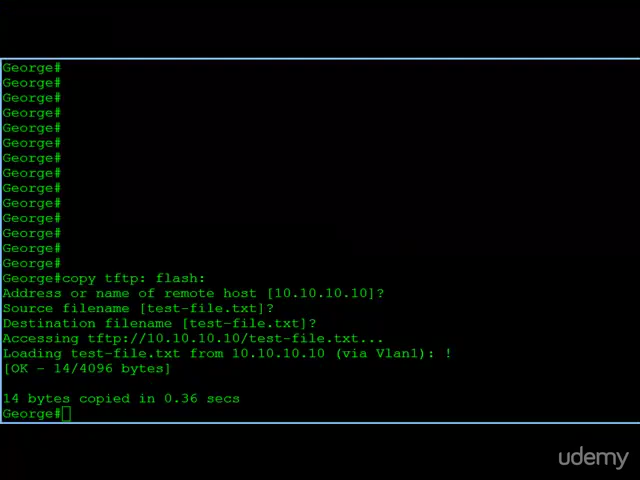 George#
George#
George#
George#
George#
George#
George#
George#
George#
George#
George#
George#
George#
George#
George#copy tftp: flash:
Address or name of remote host [10.10.10.10]?
Source filename [test-file.txt]?
Destination filename [test-file.txt]?
Accessing tftp://10.10.10.10/test-file.txt...
Loading test-file.txt from 10.10.10.10 (via Vlan1): !
[OK - 14/4096 bytes]
14 bytes copied in 0.36 secs
George#
udemy